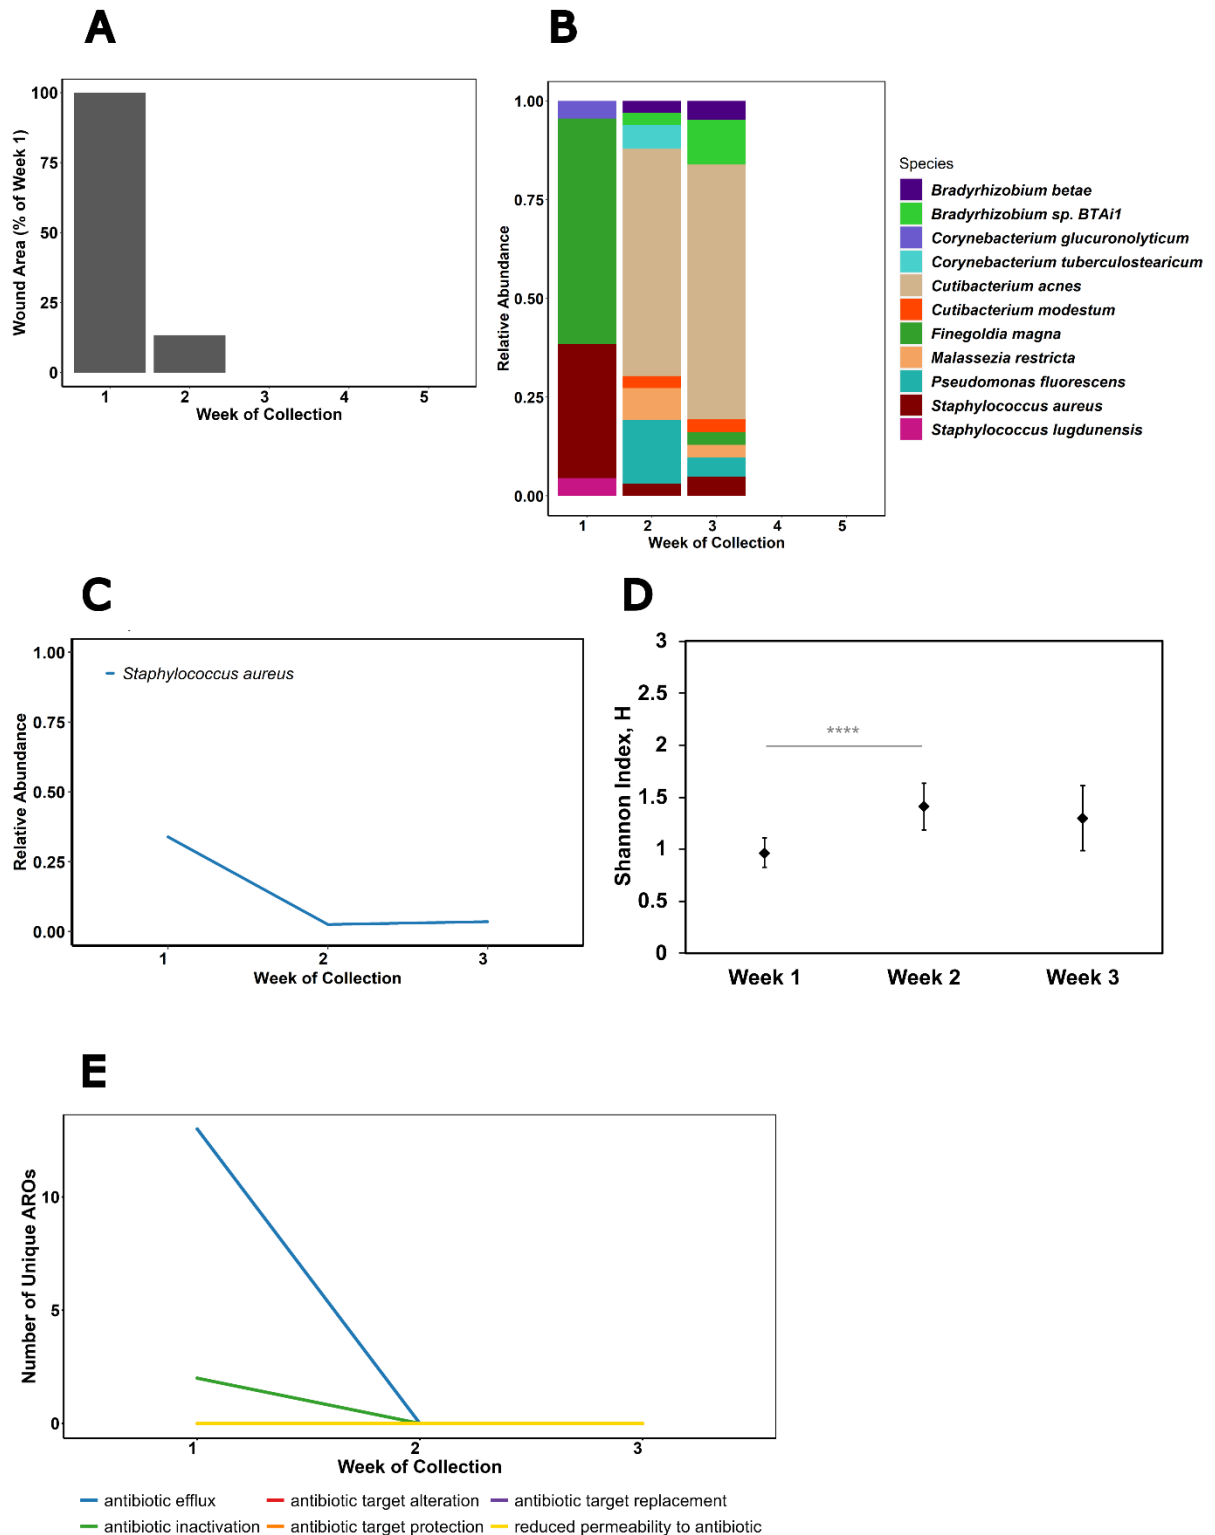 A
Wound Area (% of Week 1)
100
75
50
25
0
1 2 3 4 5
Week of Collection
B
Relative Abundance
1.00
0.75
0.50
0.25
0.00
1 2 3 4 5
Week of Collection
Species
Bradyrhizobium betae
Bradyrhizobium sp. BTAi1
Corynebacterium glucuronolyticum
Corynebacterium tuberculostearicum
Cutibacterium acnes
Cutibacterium modestum
Finegoldia magna
Malassezia restricta
Pseudomonas fluorescens
Staphylococcus aureus
Staphylococcus lugdunensis
C
Relative Abundance
1.00
0.75
0.50
0.25
0.00
Staphylococcus aureus
1 2 3
Week of Collection
D
Shannon Index, H
3
2.5
2
1.5
1
0.5
0
****
Week 1 Week 2 Week 3
E
Number of Unique AROs
10
5
0
1 2 3
Week of Collection
antibiotic efflux antibiotic target alteration antibiotic target replacement
antibiotic inactivation antibiotic target protection reduced permeability to antibiotic